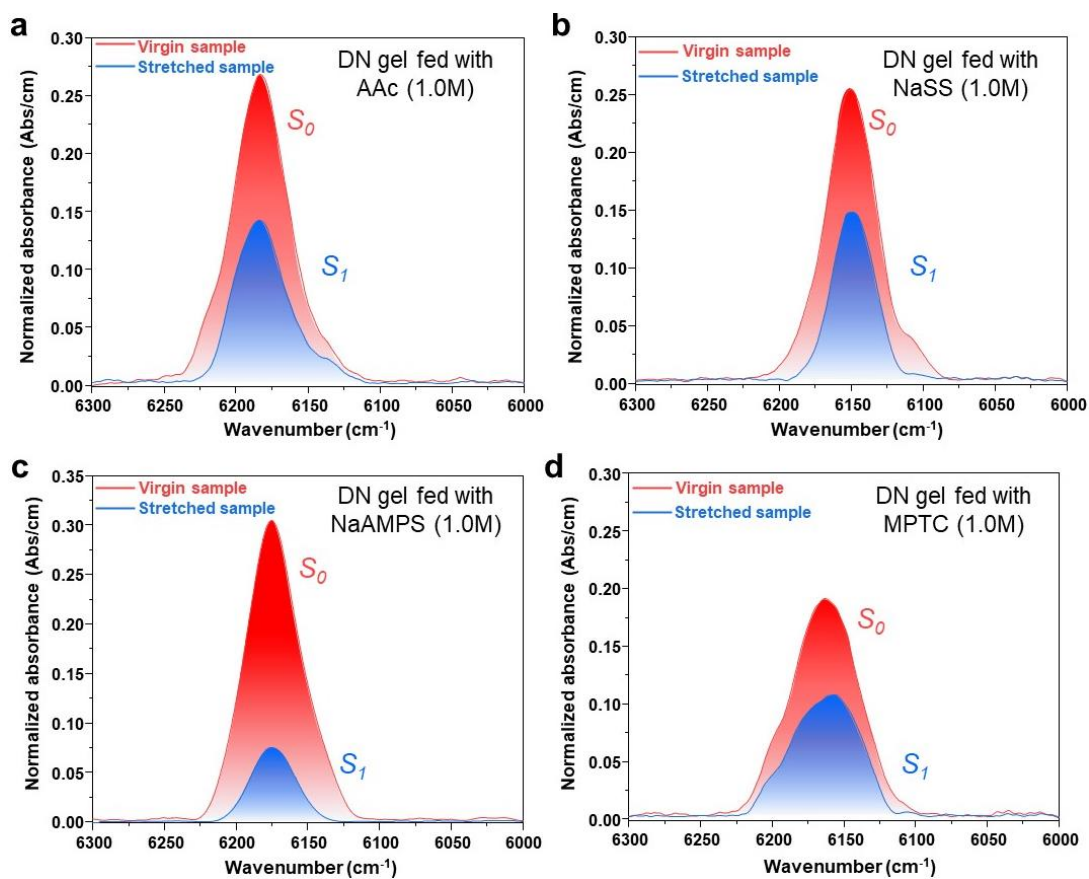 a
Virgin sample
Stretched sample
DN gel fed with
AAc (1.0M)
S0
S1
Normalized absorbance (Abs/cm)
0.30
0.25
0.20
0.15
0.10
0.05
0.00
6300 6250 6200 6150 6100 6050 6000
Wavenumber (cm-1)
b
Virgin sample
Stretched sample
DN gel fed with
NaSS (1.0M)
S0
S1
Normalized absorbance (Abs/cm)
0.30
0.25
0.20
0.15
0.10
0.05
0.00
6300 6250 6200 6150 6100 6050 6000
Wavenumber (cm-1)
c
Virgin sample
Stretched sample
DN gel fed with
NaAMPS (1.0M)
S0
S1
Normalized absorbance (Abs/cm)
0.35
0.30
0.25
0.20
0.15
0.10
0.05
0.00
6300 6250 6200 6150 6100 6050 6000
Wavenumber (cm-1)
d
Virgin sample
Stretched sample
DN gel fed with
MPTC (1.0M)
S0
S1
Normalized absorbance (Abs/cm)
0.30
0.25
0.20
0.15
0.10
0.05
0.00
6300 6250 6200 6150 6100 6050 6000
Wavenumber (cm-1)